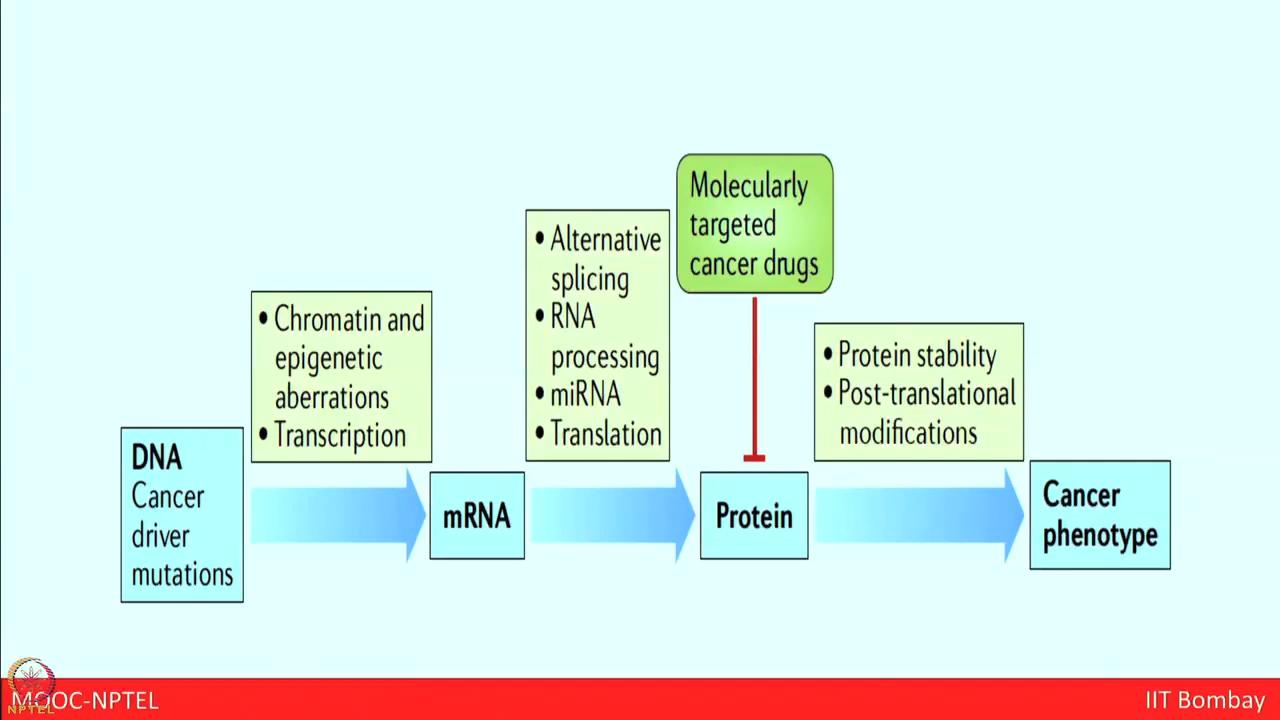 Molecularly
targeted
cancer drugs
• Alternative
splicing
• RNA
processing
• miRNA
• Translation
• Chromatin and
epigenetic
aberrations
• Transcription
• Protein stability
• Post-translational
modifications
DNA
Cancer
driver
mutations
mRNA
Protein
Cancer
phenotype
MOOC-NPTEL
NPTEL
IIT Bombay